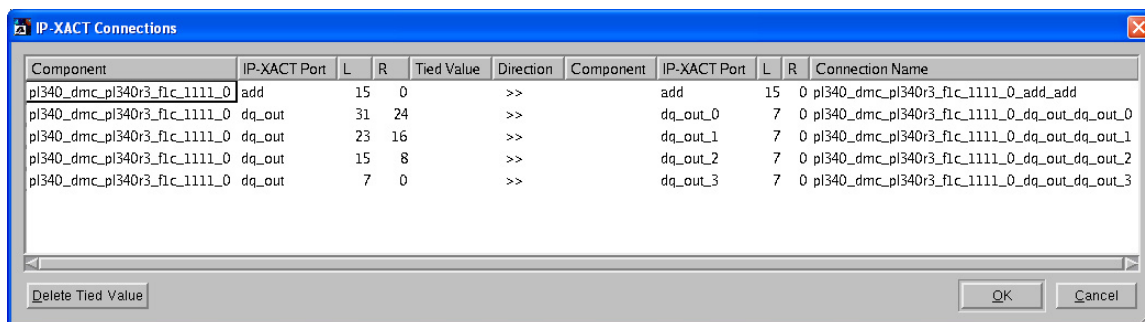 IP-XACT Connections
Component IP-XACT Port L R Tied Value Direction Component IP-XACT Port L R Connection Name
pl340_dmc_pl340r3_f1c_1111_0 add 15 0 >> add 15 0 pl340_dmc_pl340r3_f1c_1111_0_add_add
pl340_dmc_pl340r3_f1c_1111_0 dq_out 31 24 >> dq_out_0 7 0 pl340_dmc_pl340r3_f1c_1111_0_dq_out_dq_out_0
pl340_dmc_pl340r3_f1c_1111_0 dq_out 23 16 >> dq_out_1 7 0 pl340_dmc_pl340r3_f1c_1111_0_dq_out_dq_out_1
pl340_dmc_pl340r3_f1c_1111_0 dq_out 15 8 >> dq_out_2 7 0 pl340_dmc_pl340r3_f1c_1111_0_dq_out_dq_out_2
pl340_dmc_pl340r3_f1c_1111_0 dq_out 7 0 >> dq_out_3 7 0 pl340_dmc_pl340r3_f1c_1111_0_dq_out_dq_out_3
Delete Tied Value OK Cancel